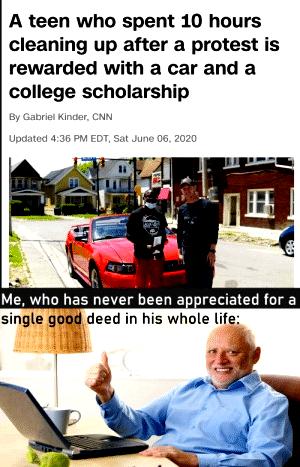 A teen who spent 10 hours
cleaning up after a protest is
rewarded with a car and a
college scholarship
By Gabriel Kinder, CNN
Updated 4:36 PM EDT, Sat June 06, 2020
Me, who has never been appreciated for a
single good deed in his whole life: